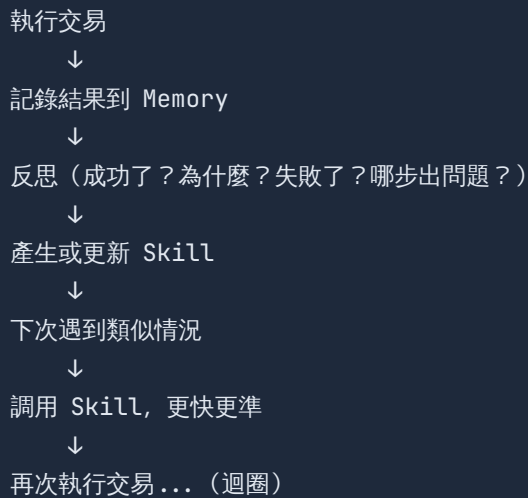 執行交易
↓
記錄結果到 Memory
↓
反思（成功了？為什麼？失敗了？哪步出問題？）
↓
產生或更新 Skill
↓
下次遇到類似情況
↓
調用 Skill，更快更準
↓
再次執行交易...（迴圈）